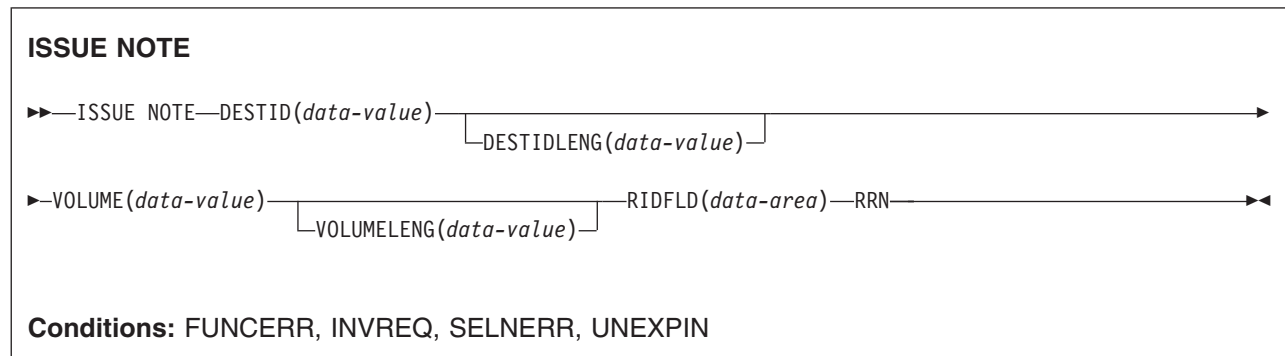 ISSUE NOTE
ISSUE NOTE DESTID(data-value)
DESTIDLENG(data-value)
VOLUME(data-value) RIDFLD(data-area) RRN
VOLUMELENG(data-value)
Conditions: FUNCERR, INVREQ, SELNERR, UNEXPIN